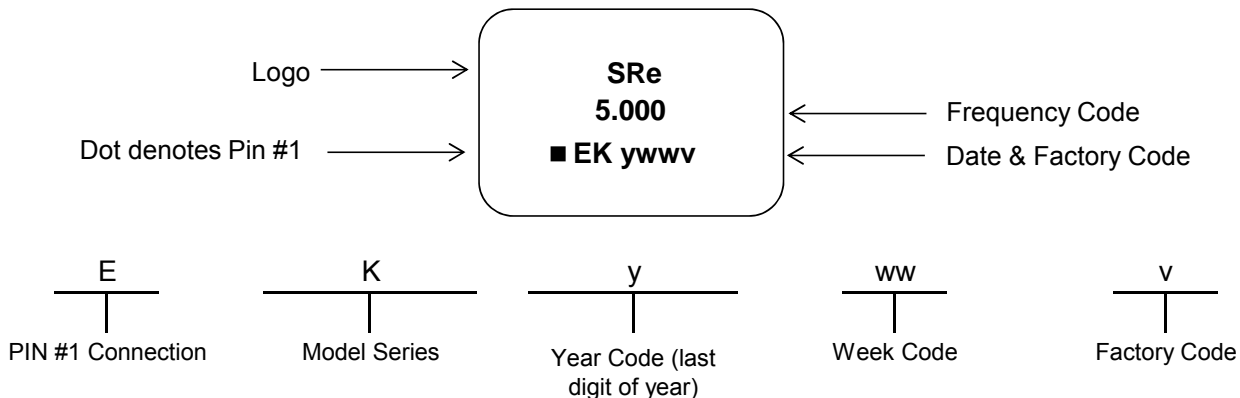 Logo
SRe
5.000
Frequency Code
Dot denotes Pin #1
■ EK ywwv
Date & Factory Code
E
K
y
ww
v
PIN #1 Connection
Model Series
Year Code (last
digit of year)
Week Code
Factory Code